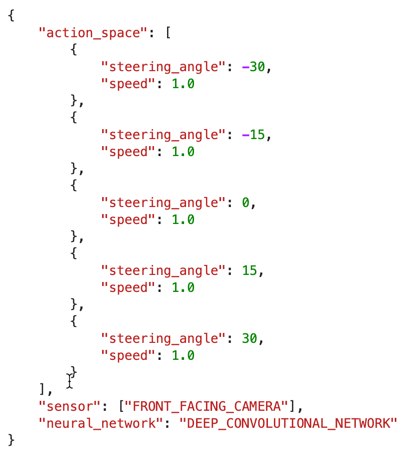 {
    "action_space": [
        {
            "steering_angle": -30,
            "speed": 1.0
        },
        {
            "steering_angle": -15,
            "speed": 1.0
        },
        {
            "steering_angle": 0,
            "speed": 1.0
        },
        {
            "steering_angle": 15,
            "speed": 1.0
        },
        {
            "steering_angle": 30,
            "speed": 1.0
        }
    ],
    "sensor": ["FRONT_FACING_CAMERA"],
    "neural_network": "DEEP_CONVOLUTIONAL_NETWORK"
}